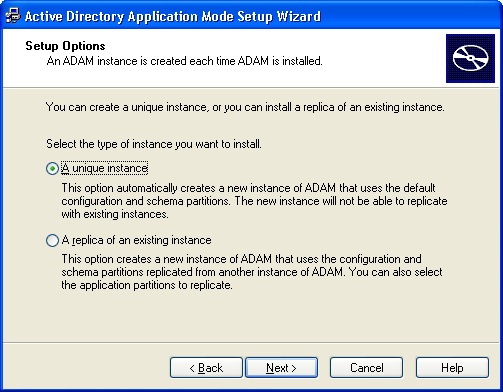 Active Directory Application Mode Setup Wizard
Setup Options
An ADAM instance is created each time ADAM is installed.
You can create a unique instance, or you can install a replica of an existing instance.
Select the type of instance you want to install.
A unique instance
This option automatically creates a new instance of ADAM that uses the default
configuration and schema partitions. The new instance will not be able to replicate
with existing instances.
A replica of an existing instance
This option creates a new instance of ADAM that uses the configuration and
schema partitions replicated from another instance of ADAM. You can also select
the application partitions to replicate.
< Back Next > Cancel Help